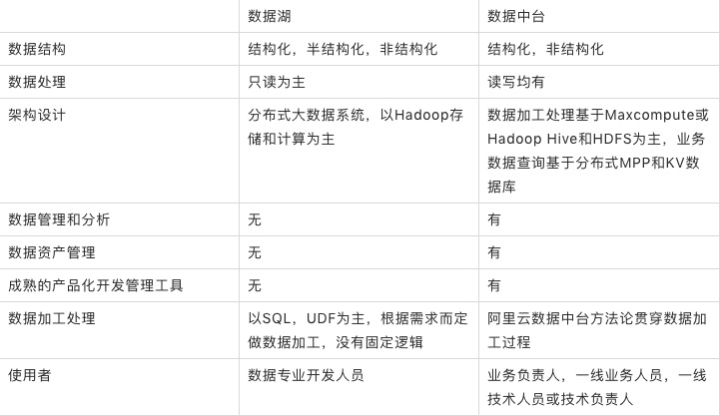 数据湖 数据中台
数据结构 结构化，半结构化，非结构化 结构化，非结构化
数据处理 只读为主 读写均有
架构设计 分布式大数据系统，以Hadoop存 数据加工处理基于Maxcompute或
储和计算为主 Hadoop Hive和HDFS为主，业务
数据查询基于分布式MPP和KV数
据库
数据管理和分析 无 有
数据资产管理 无 有
成熟的产品化开发管理工具 无 有
数据加工处理 以SQL，UDF为主，根据需求而定 阿里云数据中台方法论贯穿数据加
做数据加工，没有固定逻辑 工过程
使用者 数据专业开发人员 业务负责人，一线业务人员，一线
技术人员或技术负责人